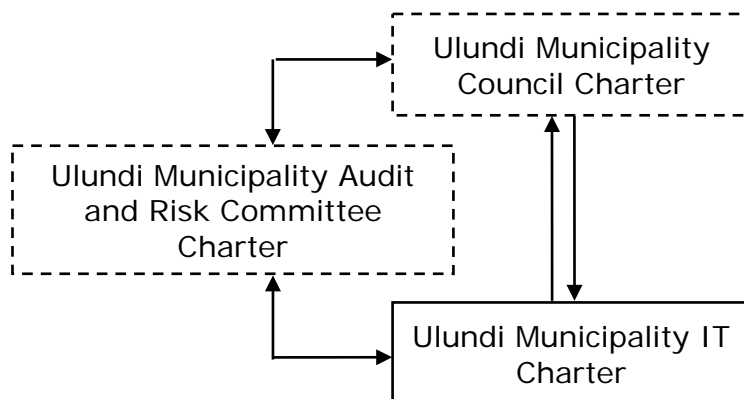 Ulundi Municipality
Council Charter
Ulundi Municipality Audit
and Risk Committee
Charter
Ulundi Municipality IT
Charter